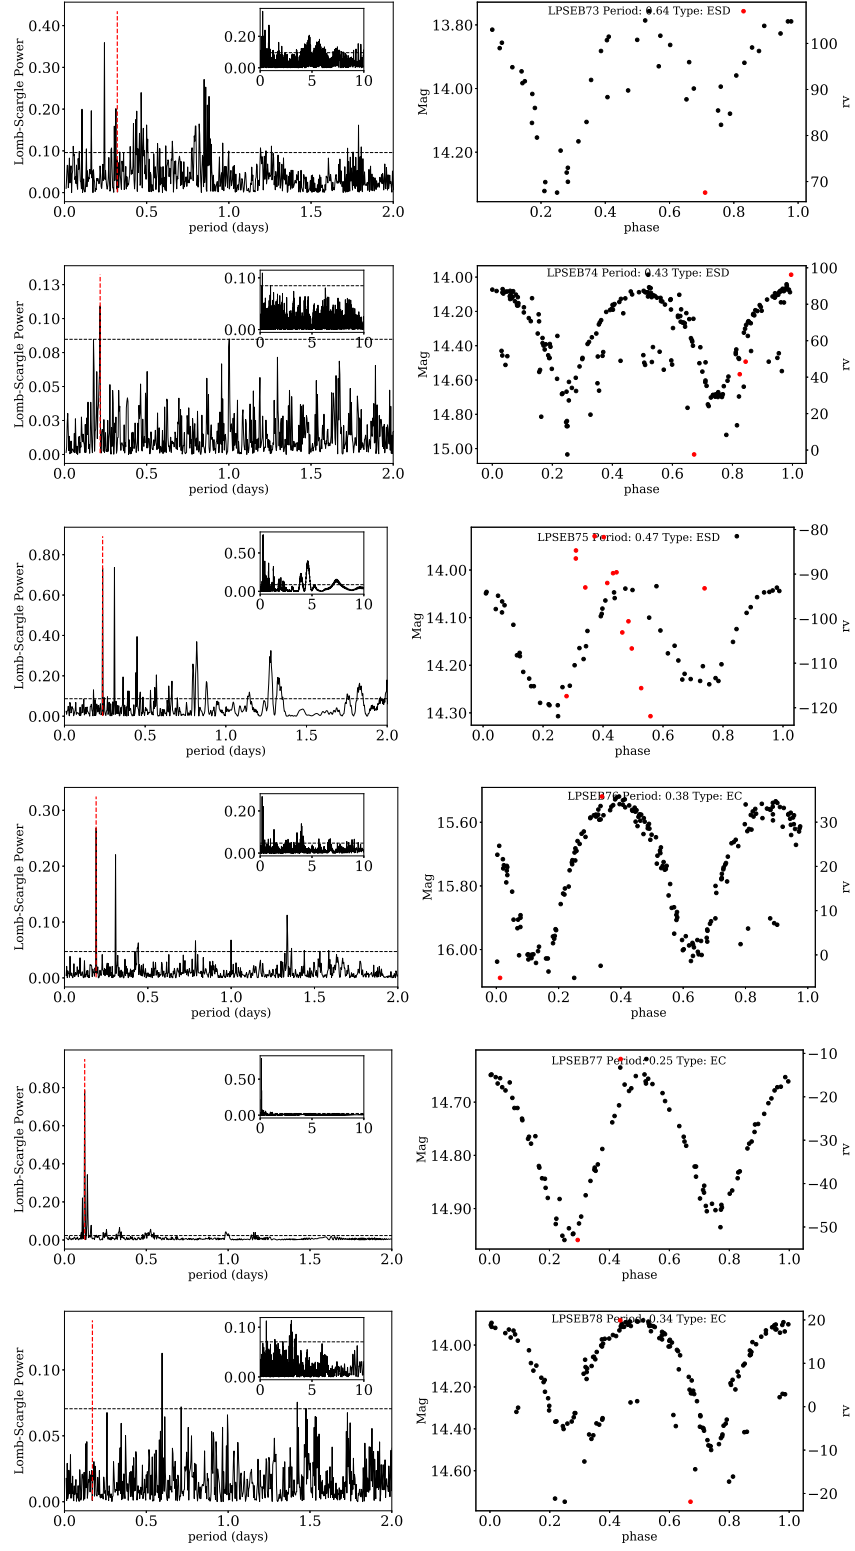 LPSEB73 Period: 0.64 Type: ESD
0.40
0.30
0.20
0.10
0.00
Lomb-Scargle Power
0.0 0.5 1.0 1.5 2.0
period (days)
0.20
0.00
0 5 10
13.80
14.00
14.20
Mag
0.2 0.4 0.6 0.8 1.0
phase
100
90
80
70
rv
LPSEB74 Period: 0.43 Type: ESD
0.13
0.10
0.08
0.05
0.03
0.00
Lomb-Scargle Power
0.0 0.5 1.0 1.5 2.0
period (days)
0.10
0.00
0 5 10
14.00
14.20
14.40
14.60
14.80
15.00
Mag
0.0 0.2 0.4 0.6 0.8 1.0
phase
100
80
60
40
20
0
rv
LPSEB75 Period: 0.47 Type: ESD
0.80
0.60
0.40
0.20
0.00
Lomb-Scargle Power
0.0 0.5 1.0 1.5 2.0
period (days)
0.50
0.00
0 5 10
14.00
14.10
14.20
14.30
Mag
0.0 0.2 0.4 0.6 0.8 1.0
phase
−80
−90
−100
−110
−120
rv
LPSEB76 Period: 0.38 Type: EC
0.30
0.20
0.10
0.00
Lomb-Scargle Power
0.0 0.5 1.0 1.5 2.0
period (days)
0.20
0.00
0 5 10
15.60
15.80
16.00
Mag
0.0 0.2 0.4 0.6 0.8 1.0
phase
30
20
10
0
rv
LPSEB77 Period: 0.25 Type: EC
0.80
0.60
0.40
0.20
0.00
Lomb-Scargle Power
0.0 0.5 1.0 1.5 2.0
period (days)
0.50
0.00
0 5 10
14.70
14.80
14.90
Mag
0.0 0.2 0.4 0.6 0.8 1.0
phase
−10
−20
−30
−40
−50
rv
LPSEB78 Period: 0.34 Type: EC
0.10
0.05
0.00
Lomb-Scargle Power
0.0 0.5 1.0 1.5 2.0
period (days)
0.10
0.00
0 5 10
14.00
14.20
14.40
14.60
Mag
0.0 0.2 0.4 0.6 0.8 1.0
phase
20
10
0
−10
−20
rv